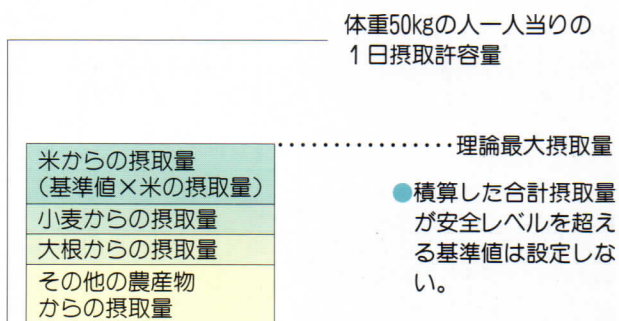 体重50kgの人一人当りの
1日摂取許容量
················理論最大摂取量
米からの摂取量
(基準値×米の摂取量)
小麦からの摂取量
大根からの摂取量
その他の農産物
からの摂取量
●積算した合計摂取量
が安全レベルを超え
る基準値は設定しな
い。